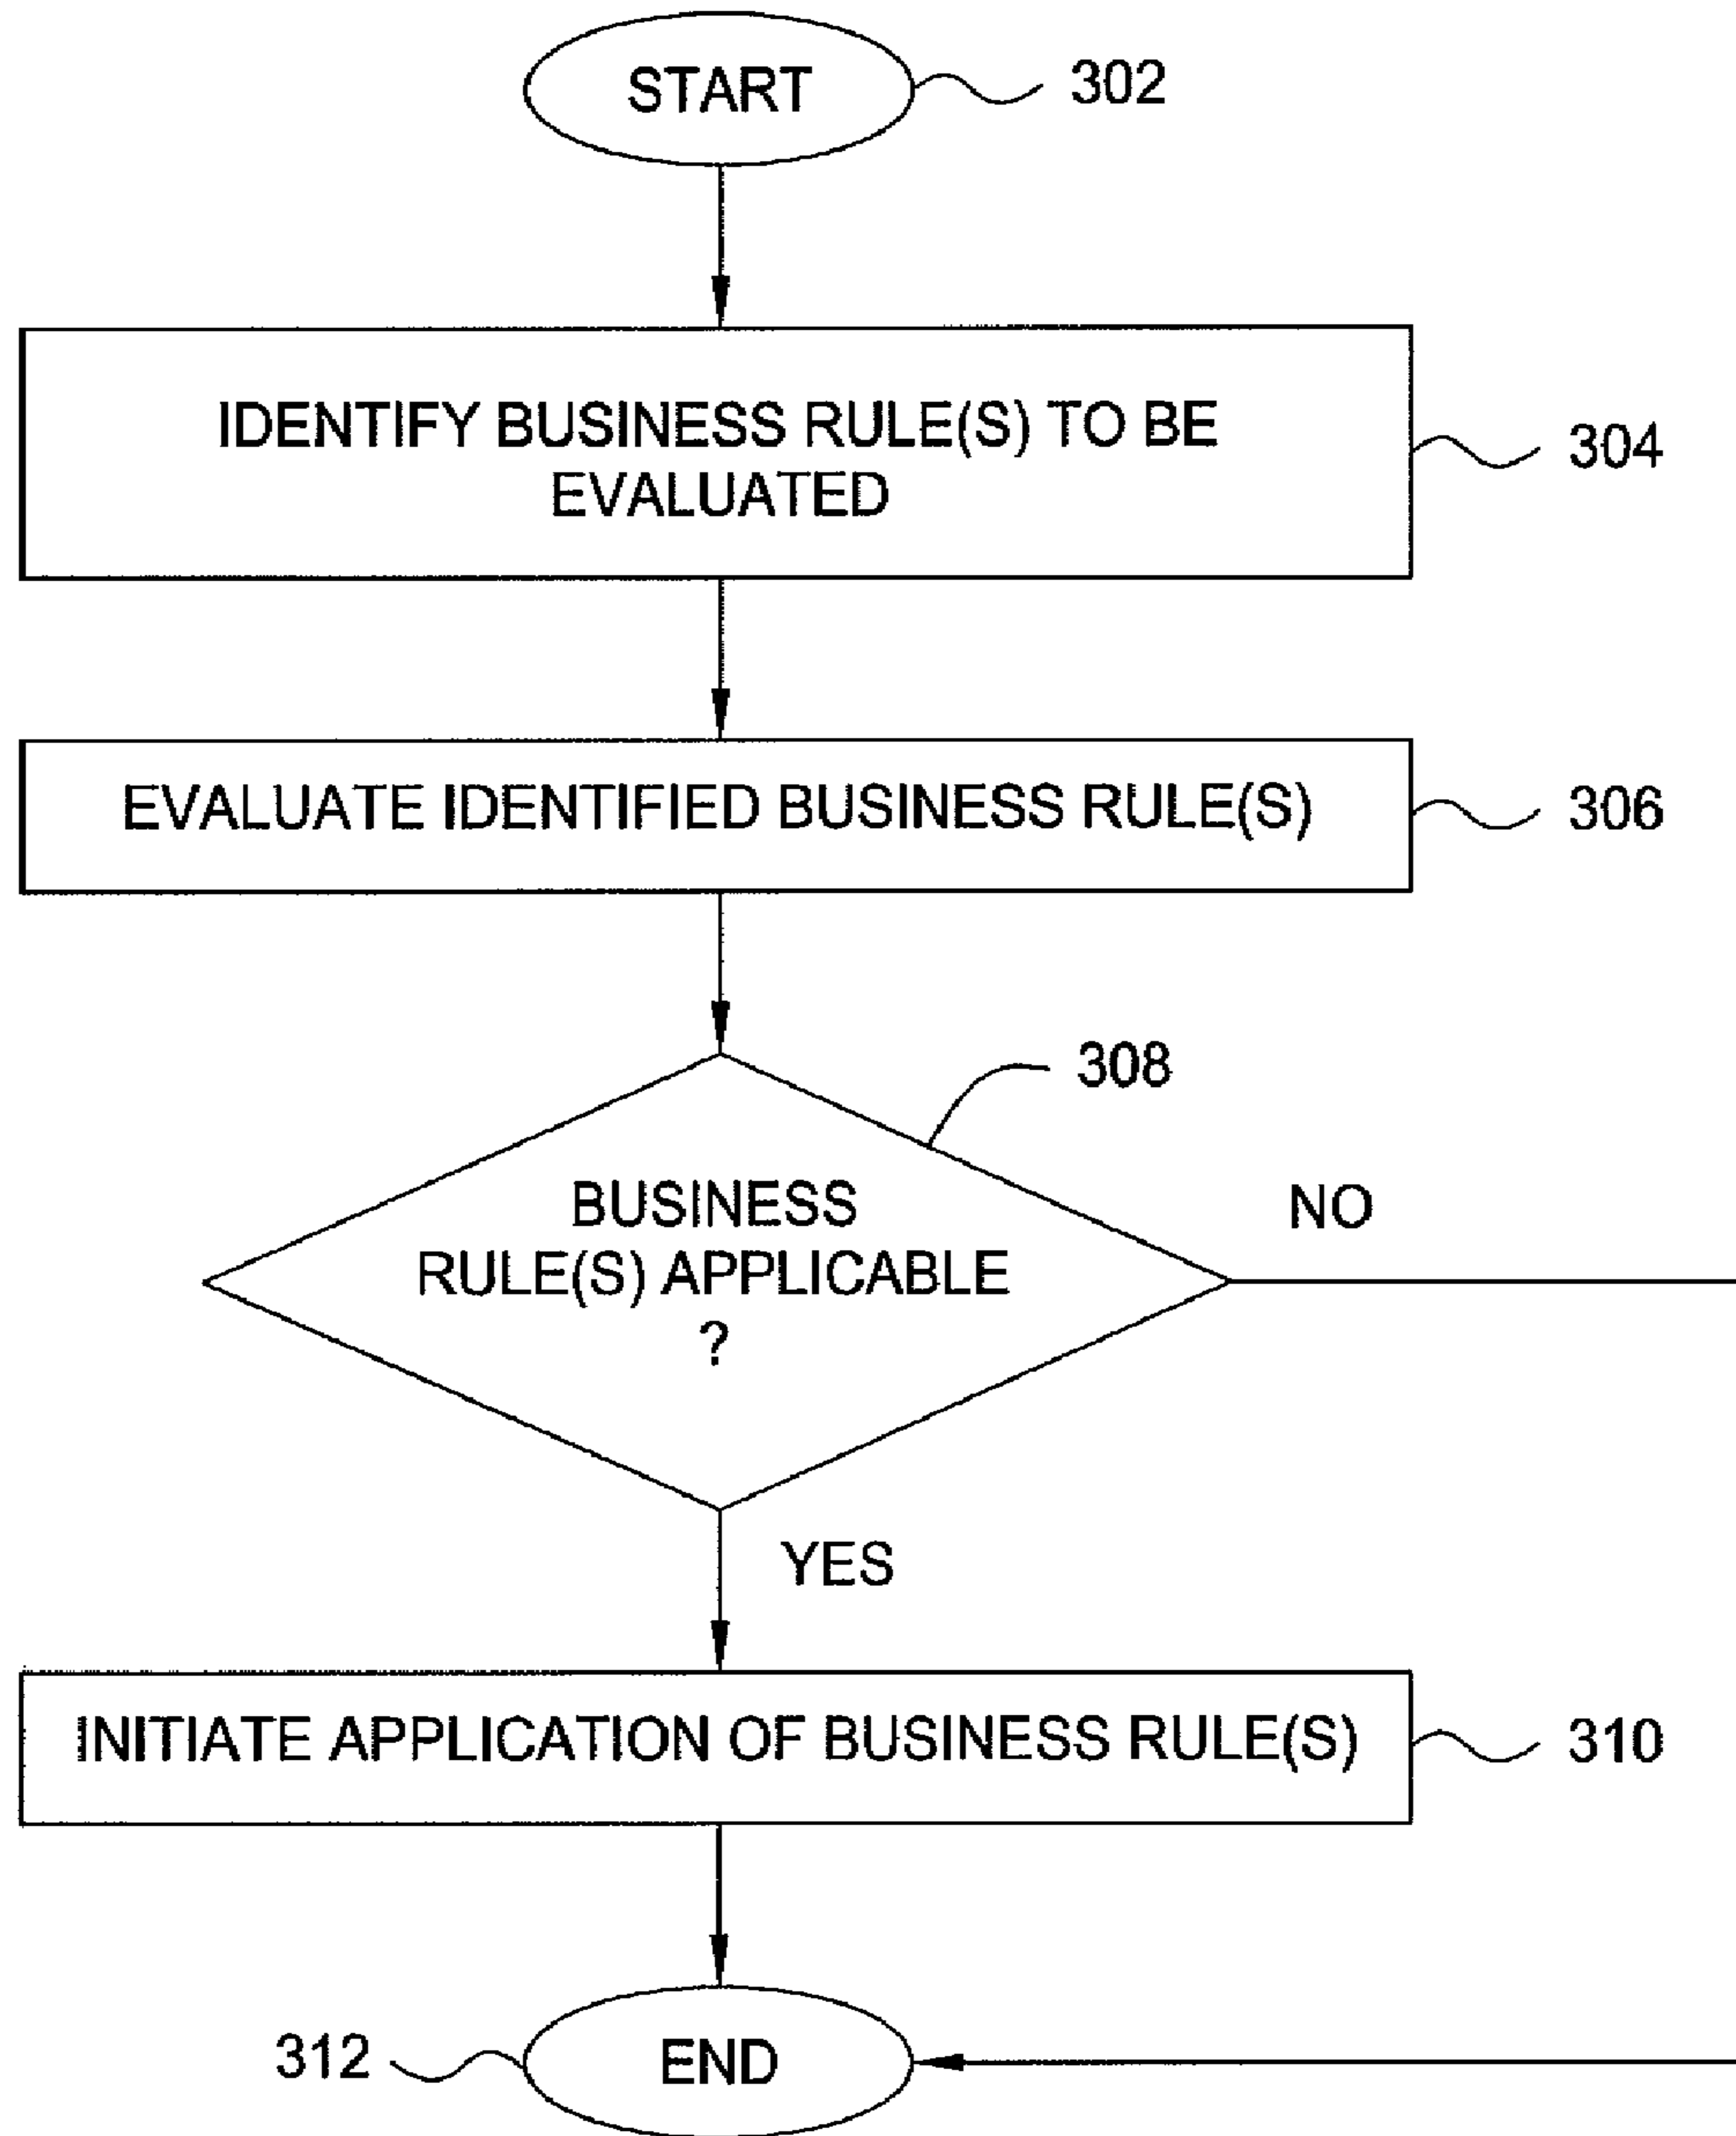 START
302
IDENTIFY BUSINESS RULE(S) TO BE
EVALUATED
304
EVALUATE IDENTIFIED BUSINESS RULE(S)
306
308
BUSINESS
RULE(S) APPLICABLE
?
NO
YES
INITIATE APPLICATION OF BUSINESS RULE(S)
310
312
END